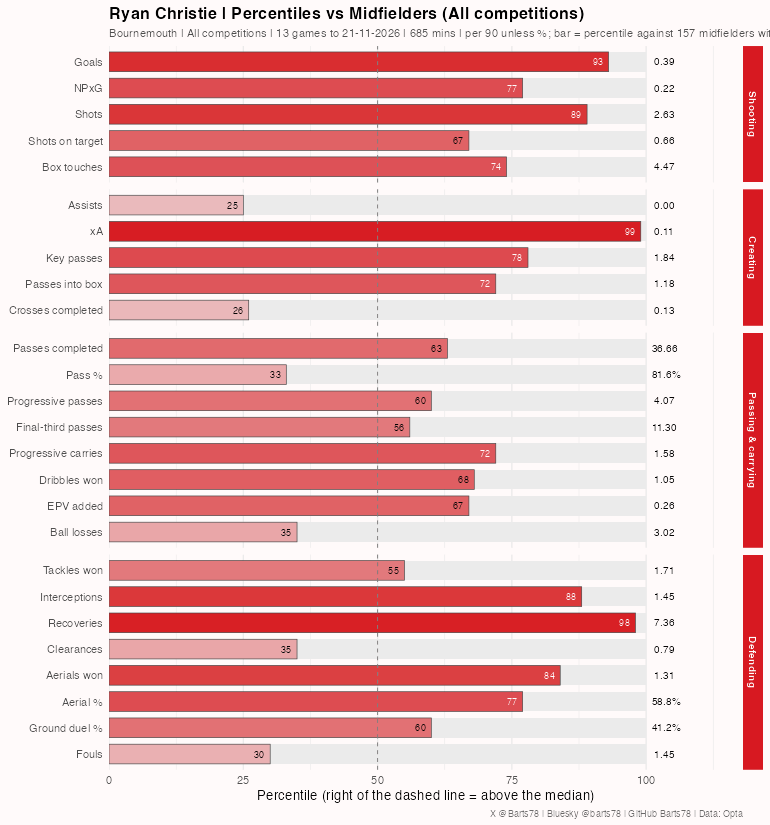 Ryan Christie | Percentiles vs Midfielders (All competitions)
Bournemouth | All competitions | 13 games to 21-11-2026 | 685 mins | per 90 unless %; bar = percentile against 157 midfielders wit
Goals 93 0.39
NPxG 77 0.22
Shots 89 2.63
Shots on target 67 0.66
Box touches 74 4.47
Shooting
Assists 25 0.00
xA 99 0.11
Key passes 78 1.84
Passes into box 72 1.18
Crosses completed 26 0.13
Creating
Passes completed 63 36.66
Pass % 33 81.6%
Progressive passes 60 4.07
Final-third passes 56 11.30
Progressive carries 72 1.58
Dribbles won 68 1.05
EPV added 67 0.26
Ball losses 35 3.02
Passing & carrying
Tackles won 55 1.71
Interceptions 88 1.45
Recoveries 98 7.36
Clearances 35 0.79
Aerials won 84 1.31
Aerial % 77 58.8%
Ground duel % 60 41.2%
Fouls 30 1.45
Defending
0 25 50 75 100
Percentile (right of the dashed line = above the median)
X @Barts78 | Bluesky @barts78 | GitHub Barts78 | Data: Opta